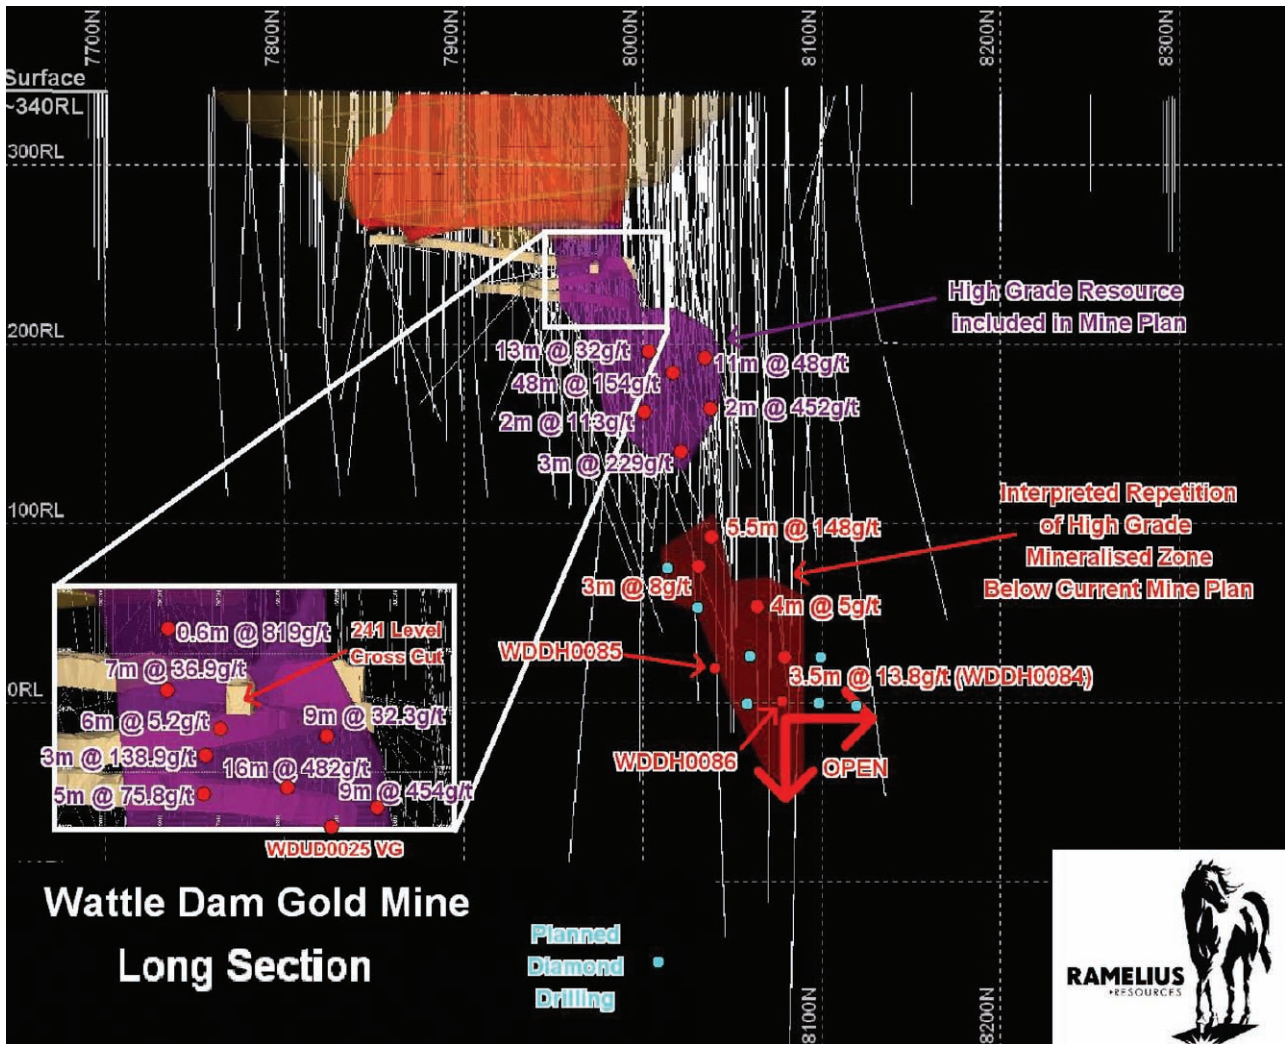 7700N
7800N
7900N
8000N
8100N
8200N
8300N
Surface
~340RL
300RL
High Grade Resource
included in Mine Plan
200RL
13m @ 32g/t
11m @ 48g/t
48m @ 154g/t
2m @ 113g/t
2m @ 452g/t
3m @ 229g/t
Interpreted Repetition
of High Grade
Mineralised Zone
Below Current Mine Plan
100RL
5.5m @ 148g/t
3m @ 8g/t
4m @ 5g/t
WDDH0085
3.5m @ 13.8g/t (WDDH0084)
0RL
WDDH0086
OPEN
0.6m @ 819g/t
241 Level
Cross Cut
7m @ 36.9g/t
6m @ 5.2g/t
9m @ 32.3g/t
3m @ 138.9g/t
16m @ 482g/t
5m @ 75.8g/t
9m @ 454g/t
WDUD0025 VG
Wattle Dam Gold Mine
Long Section
Planned
Diamond
Drilling
8100N
8200N
RAMELIUS
RESOURCES